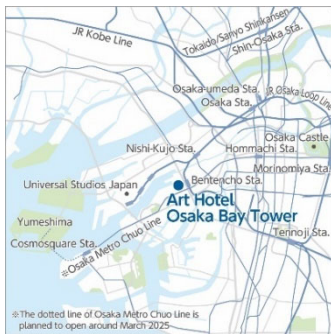 JR Kobe Line
Tokaido/Sanyo Shinkansen
Shin-Osaka Sta.
Osaka-umeda Sta.
Osaka Sta.
JR Osaka Loop Line
Osaka Castle
Nishi-Kujo Sta.
Hommachi Sta.
Morinomiya Sta.
Universal Studios Japan
Bentencho Sta.
Art Hotel
Osaka Bay Tower
Yumeshima
Cosmosquare Sta.
※Osaka Metro Chuo Line
Tennoji Sta.
※The dotted line of Osaka Metro Chuo Line is
planned to open around March 2025